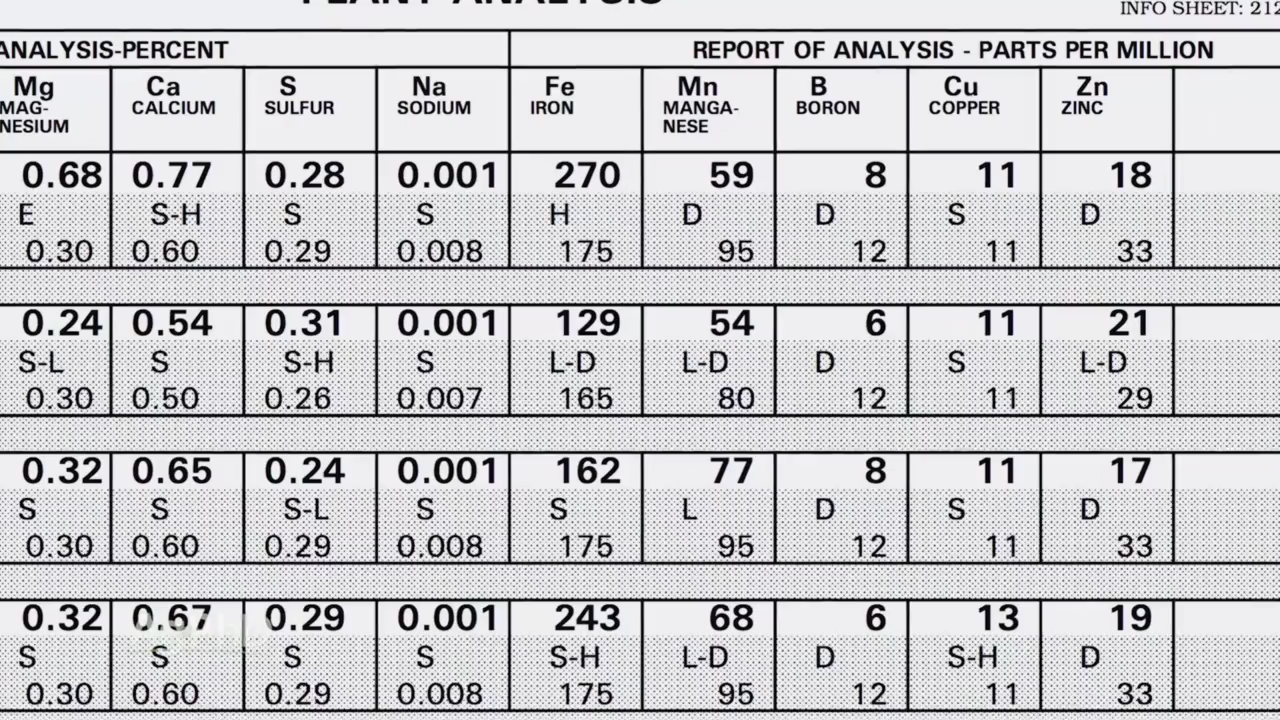 PLANT ANALYSIS
INFO SHEET: 212
ANALYSIS-PERCENT REPORT OF ANALYSIS - PARTS PER MILLION
Mg Ca S Na Fe Mn B Cu Zn
MAG- CALCIUM SULFUR SODIUM IRON MANGA- BORON COPPER ZINC
NESIUM NESE
0.68 0.77 0.28 0.001 270 59 8 11 18
E S-H S S H D D S D
0.30 0.60 0.29 0.008 175 95 12 11 33
0.24 0.54 0.31 0.001 129 54 6 11 21
S-L S S-H S L-D L-D D S L-D
0.30 0.50 0.26 0.007 165 80 12 11 29
0.32 0.65 0.24 0.001 162 77 8 11 17
S S S-L S S L D S D
0.30 0.60 0.29 0.008 175 95 12 11 33
0.32 0.67 0.29 0.001 243 68 6 13 19
S S S S S-H L-D D S-H D
0.30 0.60 0.29 0.008 175 95 12 11 33